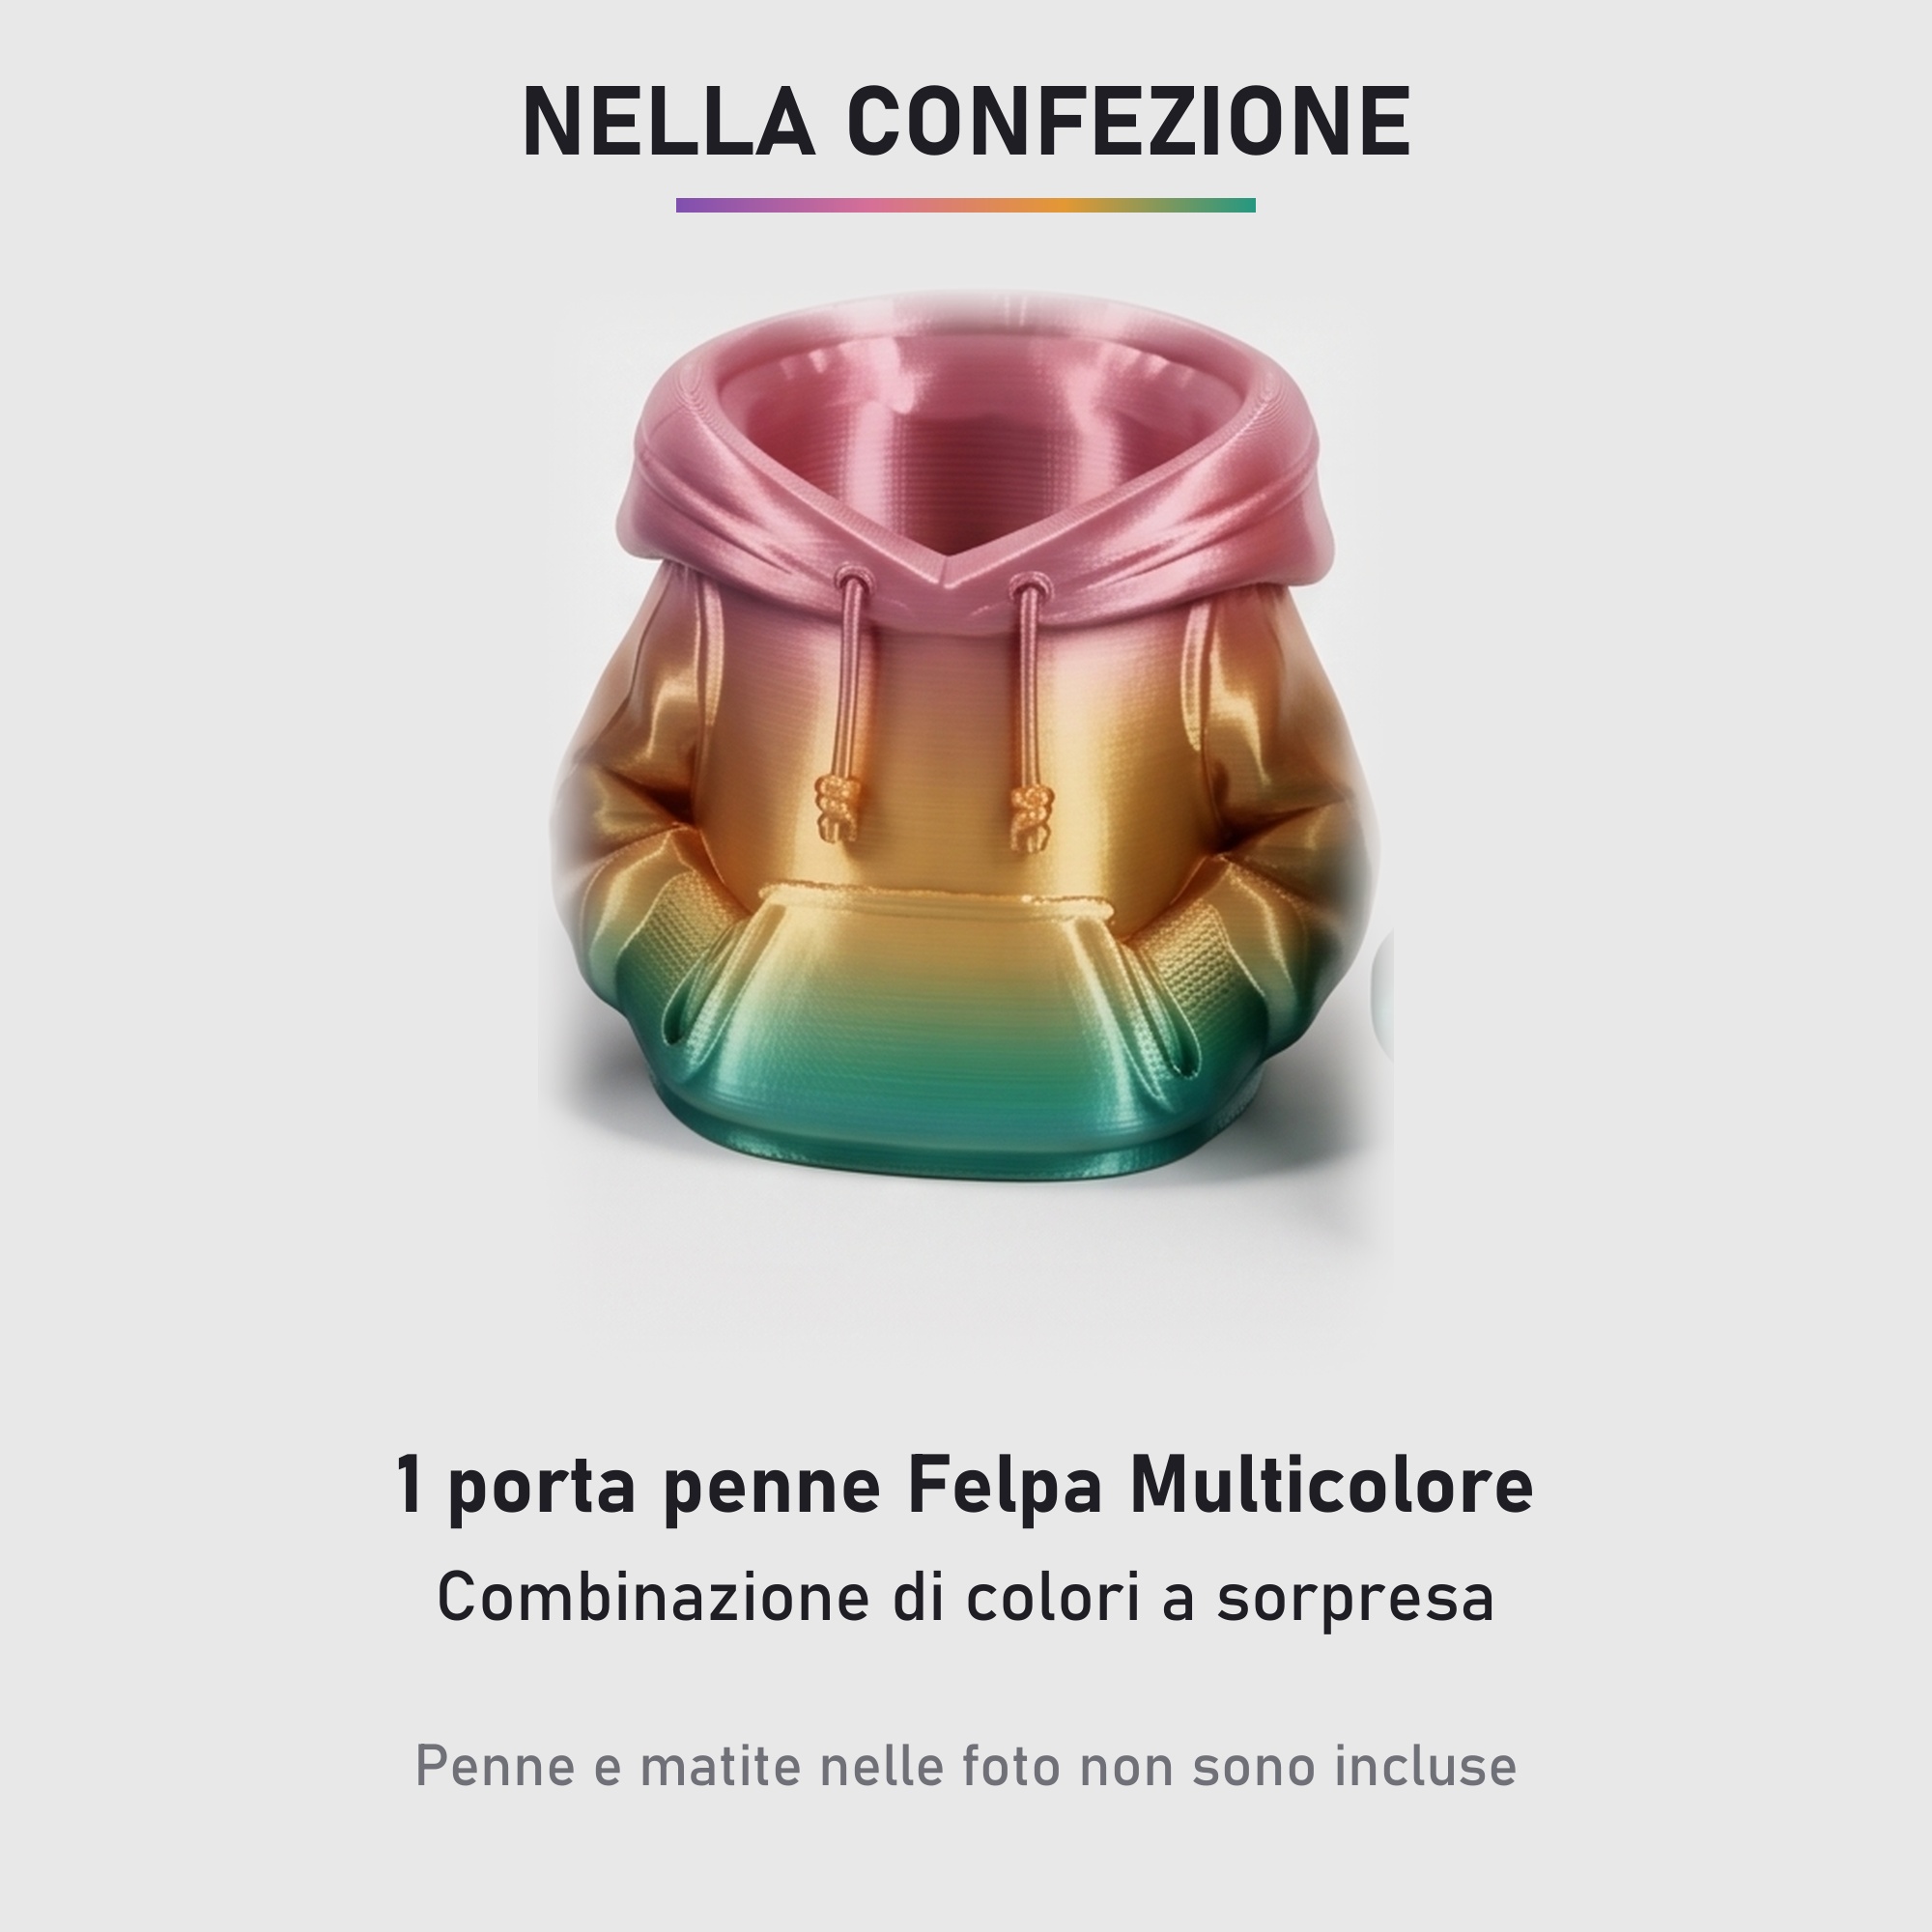 NELLA CONFEZIONE
1 porta penne Felpa Multicolore
Combinazione di colori a sorpresa
Penne e matite nelle foto non sono incluse